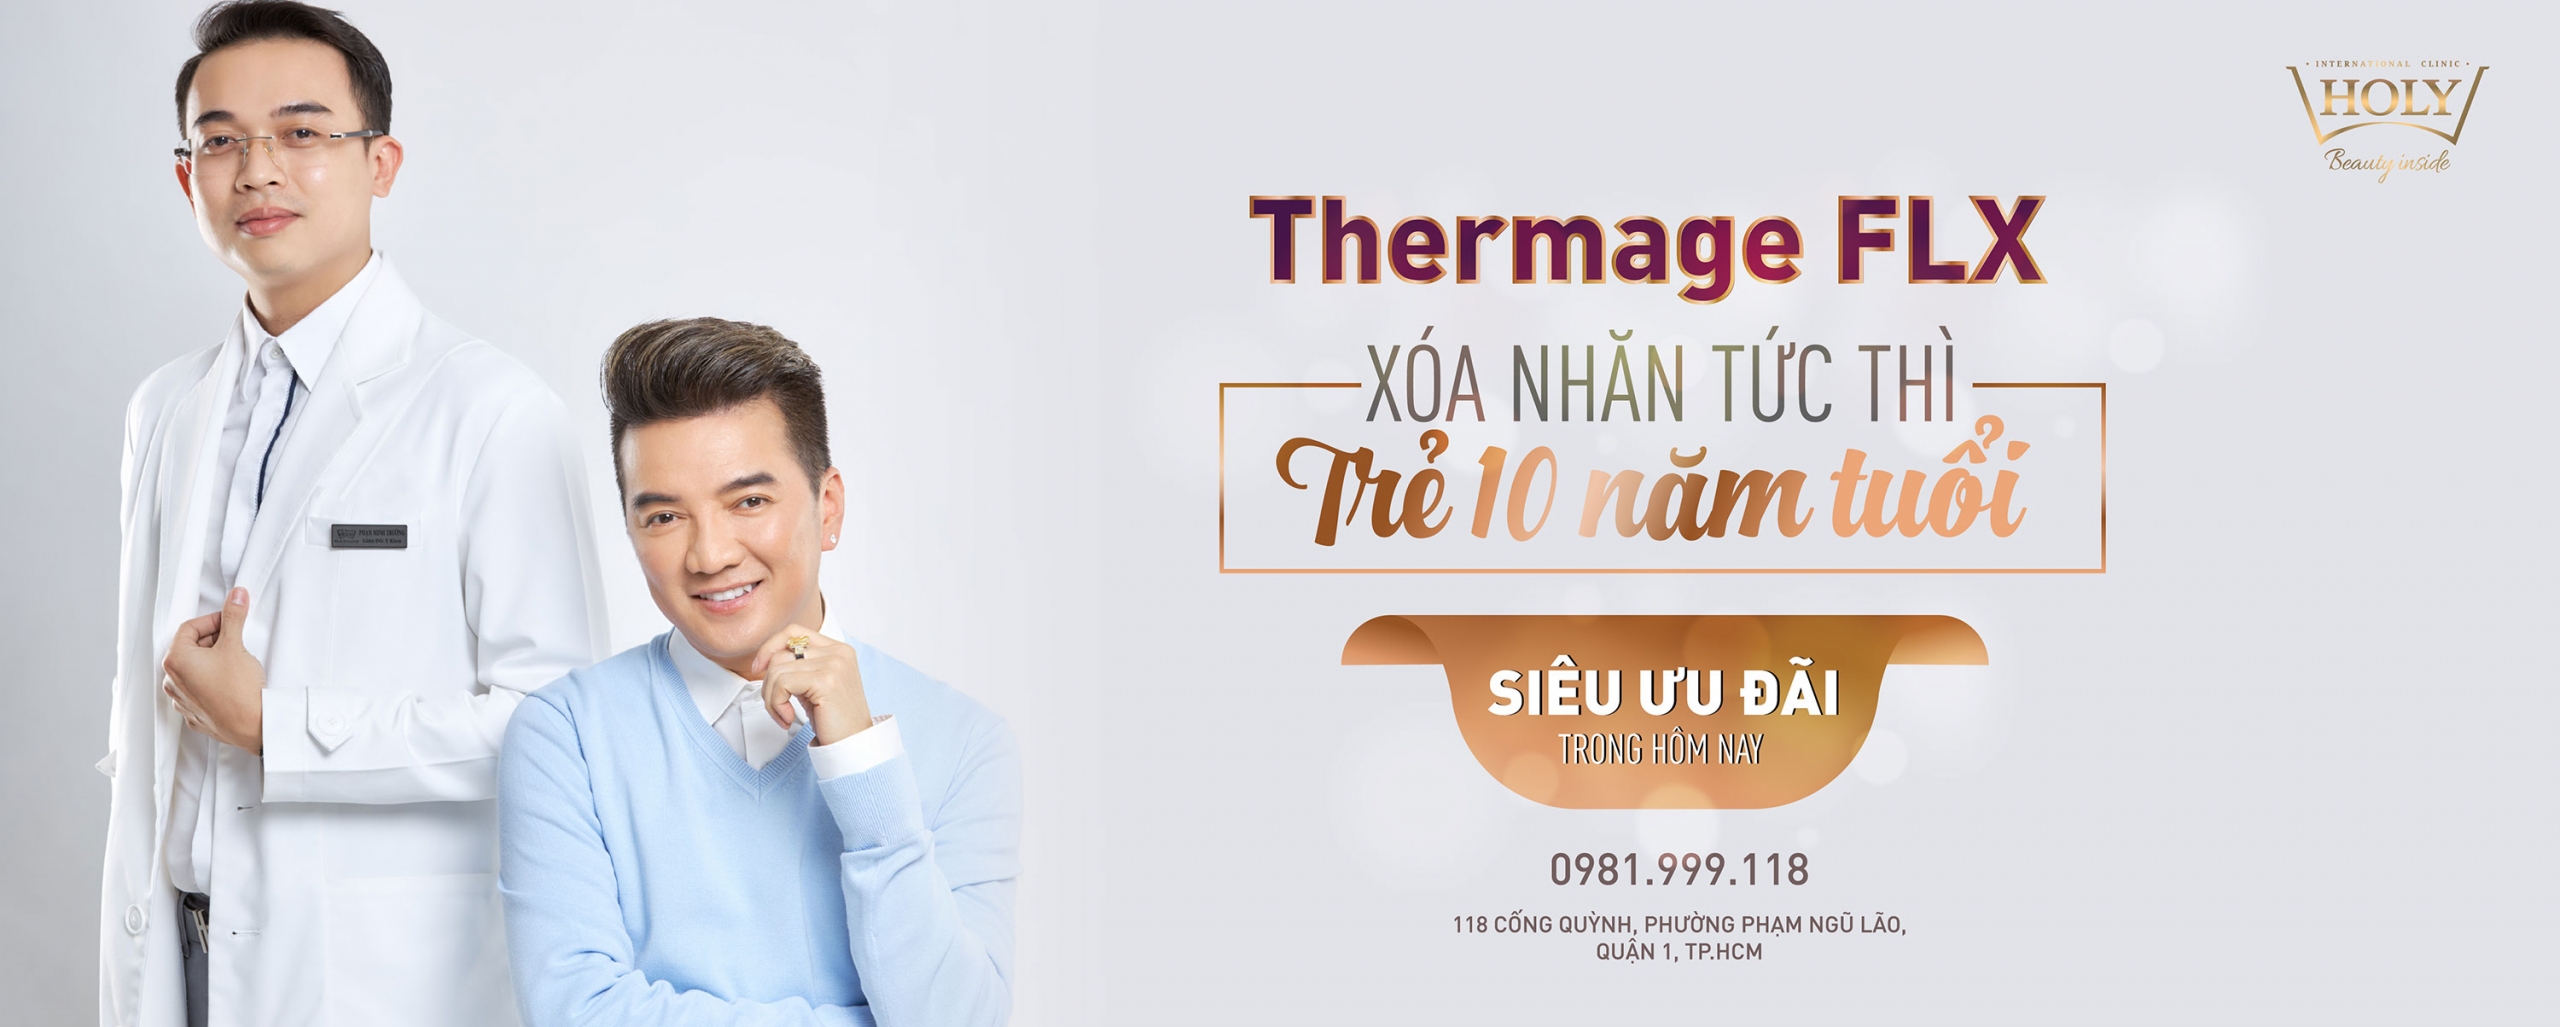 INTERNATIONAL CLINIC
HOLY
Beauty inside
Thermage FLX
XÓA NHĂN TỨC THÌ
Trẻ 10 năm tuổi
SIÊU ƯU ĐÃI
TRONG HÔM NAY
0981.999.118
118 CỐNG QUỲNH, PHƯỜNG PHẠM NGŨ LÃO,
QUẬN 1, TP.HCM